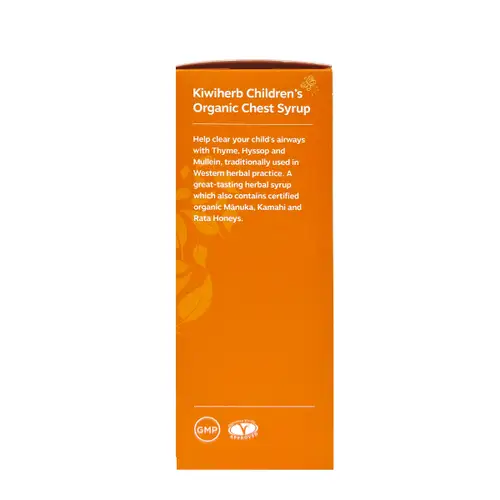 Kiwiherb Children's
Organic Chest Syrup
Help clear your child's airways
with Thyme, Hyssop and
Mullein, traditionally used in
Western herbal practice. A
great-tasting herbal syrup
which also contains certified
organic Mānuka, Kamahi and
Rata Honeys.
GMP
APPROVED